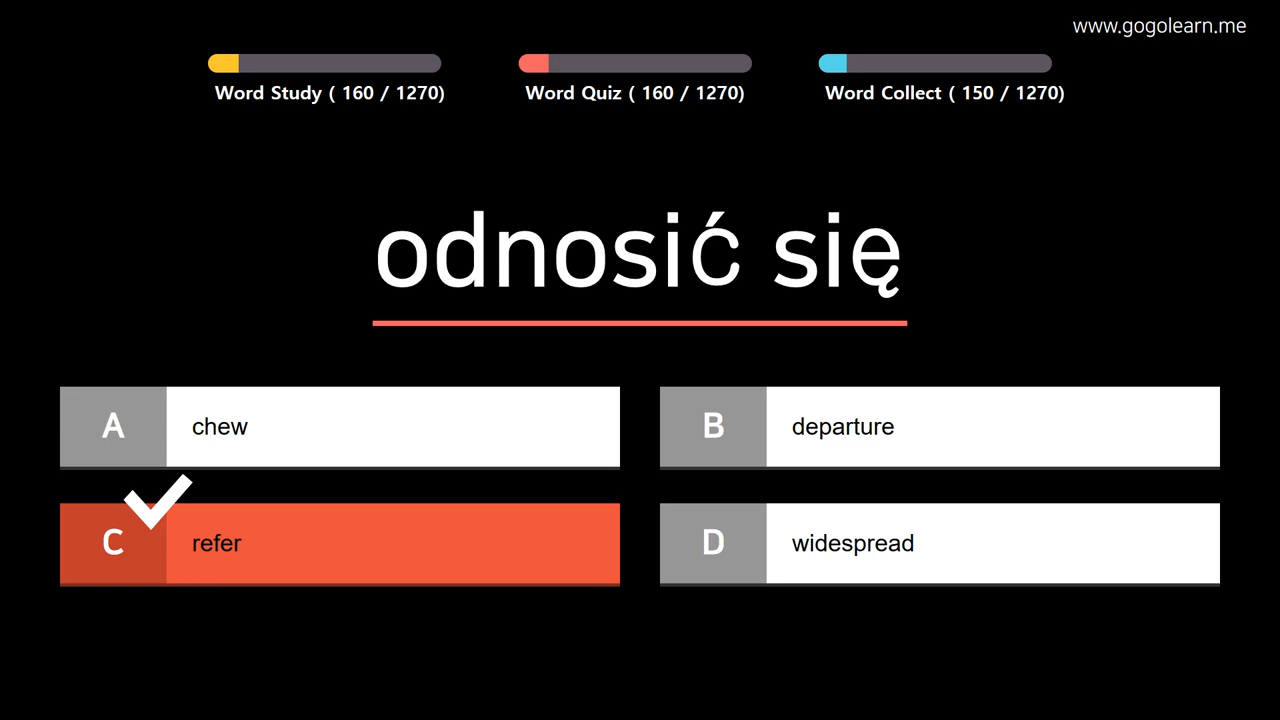 www.gogolearn.me
Word Study ( 160 / 1270)
Word Quiz ( 160 / 1270)
Word Collect ( 150 / 1270)
odnosić się
A chew
B departure
C refer
D widespread